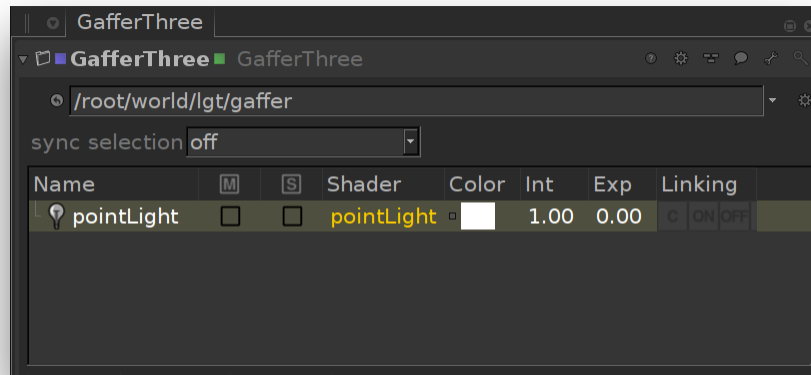 GafferThree
GafferThree GafferThree
/root/world/lgt/gaffer
sync selection off
Name M S Shader Color Int Exp Linking
pointLight pointLight 1.00 0.00 C ON OFF